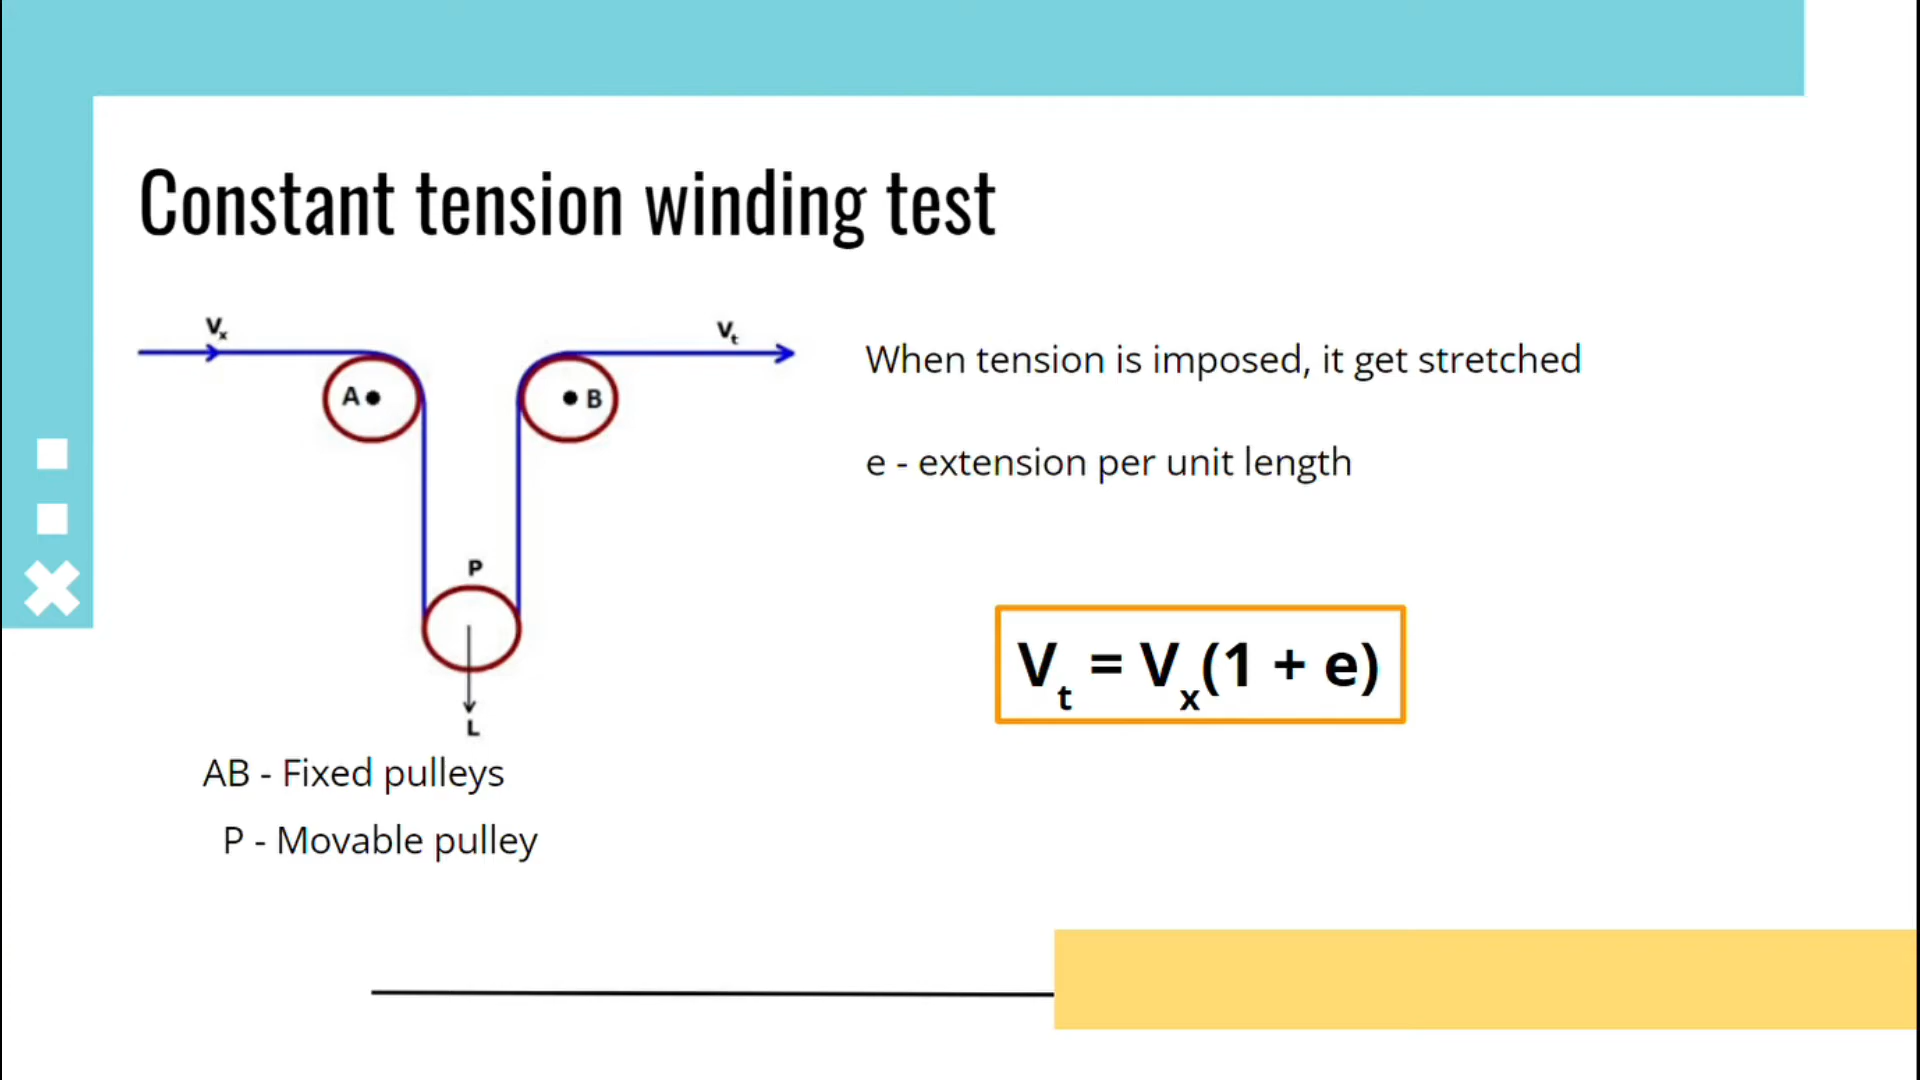 Constant tension winding test
Vx
Vt
A
B
When tension is imposed, it get stretched
e - extension per unit length
P
Vt = Vx(1 + e)
L
AB - Fixed pulleys
P - Movable pulley